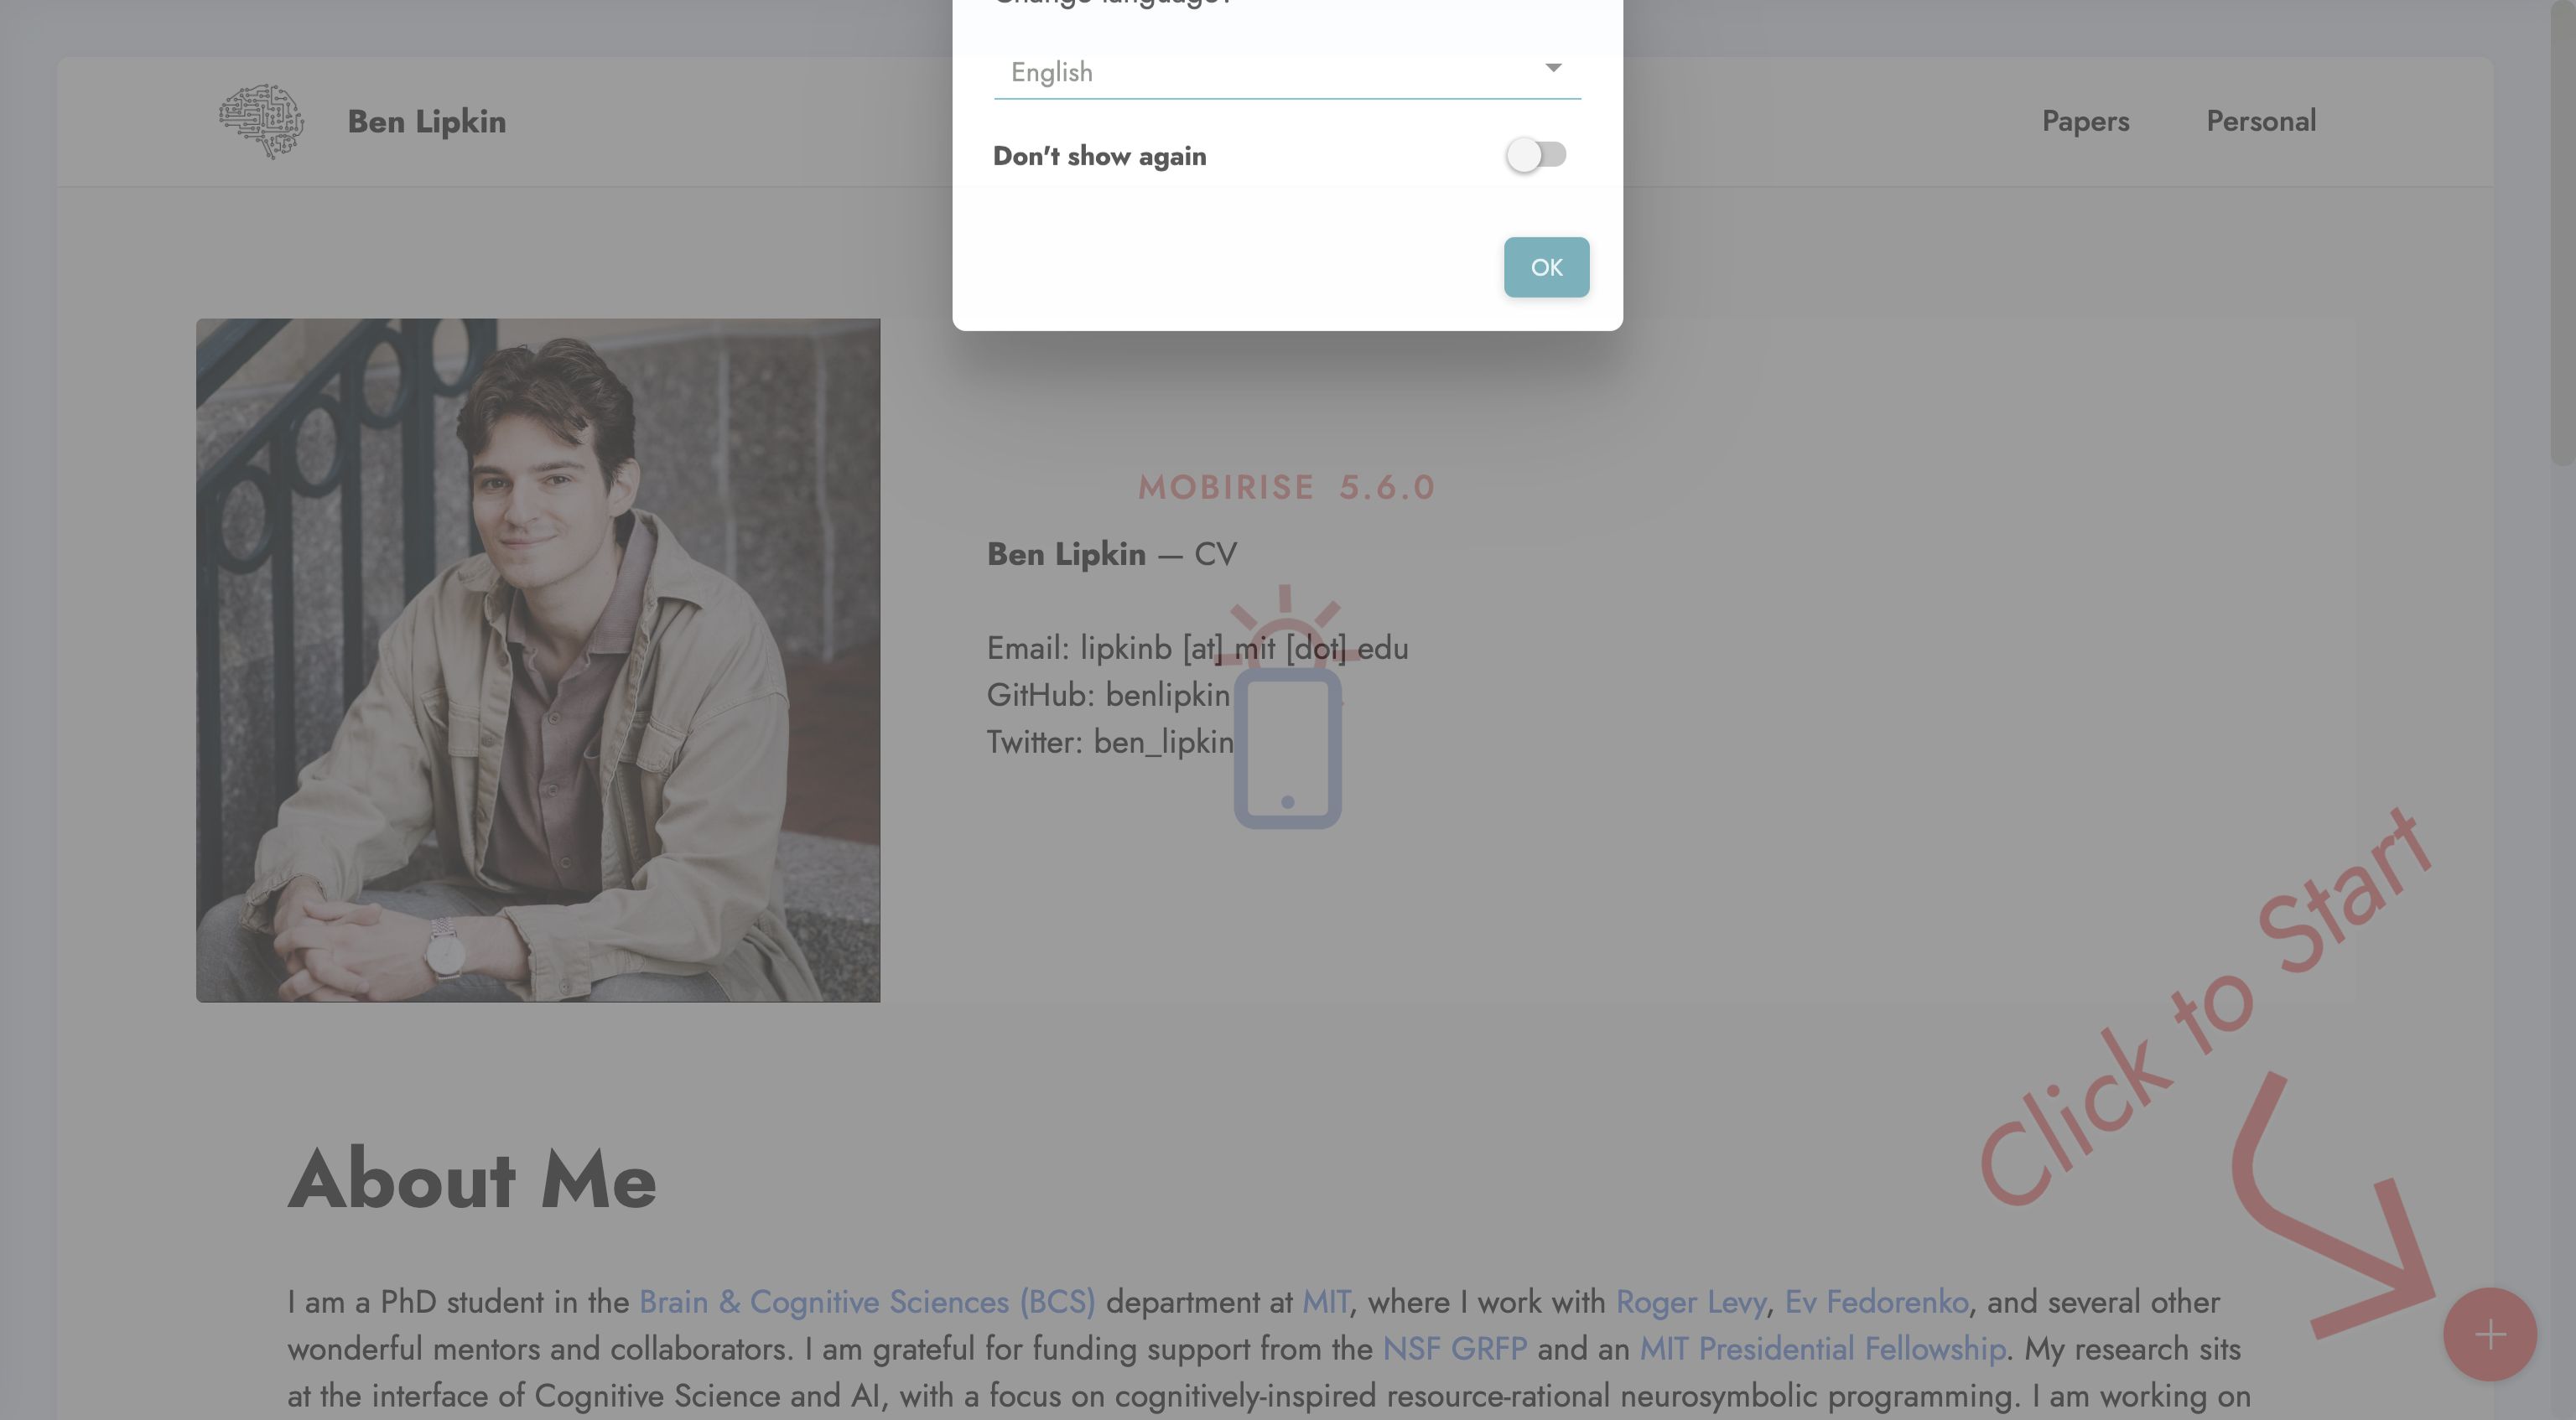 Change language?
English
Don't show again
OK
Ben Lipkin
Papers
Personal
MOBIRISE 5.6.0
Ben Lipkin — CV
Email: lipkinb [at] mit [dot] edu
GitHub: benlipkin
Twitter: ben_lipkin
Click to Start
About Me
I am a PhD student in the Brain & Cognitive Sciences (BCS) department at MIT, where I work with Roger Levy, Ev Fedorenko, and several other
wonderful mentors and collaborators. I am grateful for funding support from the NSF GRFP and an MIT Presidential Fellowship. My research sits
at the interface of Cognitive Science and AI, with a focus on cognitively-inspired resource-rational neurosymbolic programming. I am working on